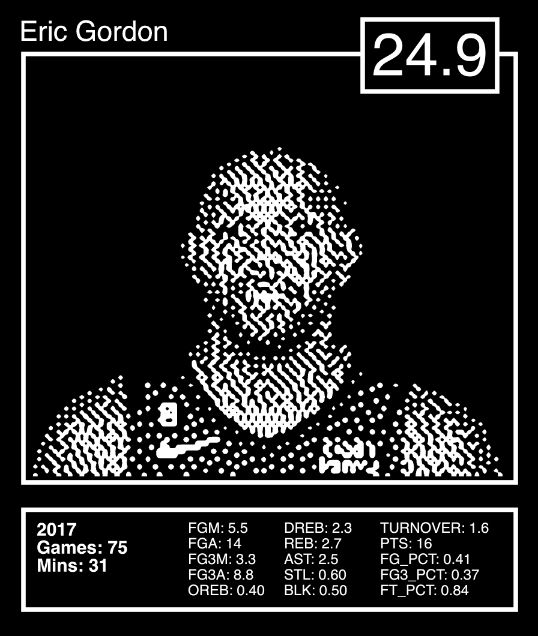 Eric Gordon
24.9
2017
Games: 75
Mins: 31
FGM: 5.5
FGA: 14
FG3M: 3.3
FG3A: 8.8
OREB: 0.40
DREB: 2.3
REB: 2.7
AST: 2.5
STL: 0.60
BLK: 0.50
TURNOVER: 1.6
PTS: 16
FG_PCT: 0.41
FG3_PCT: 0.37
FT_PCT: 0.84